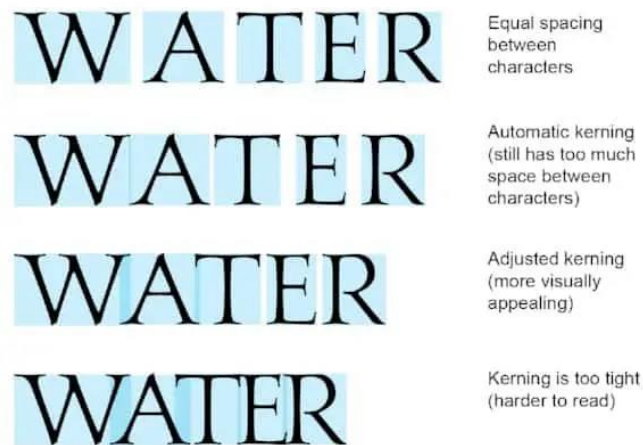 WATER
Equal spacing
between
characters
WATER
Automatic kerning
(still has too much
space between
characters)
WATER
Adjusted kerning
(more visually
appealing)
WATER
Kerning is too tight
(harder to read)